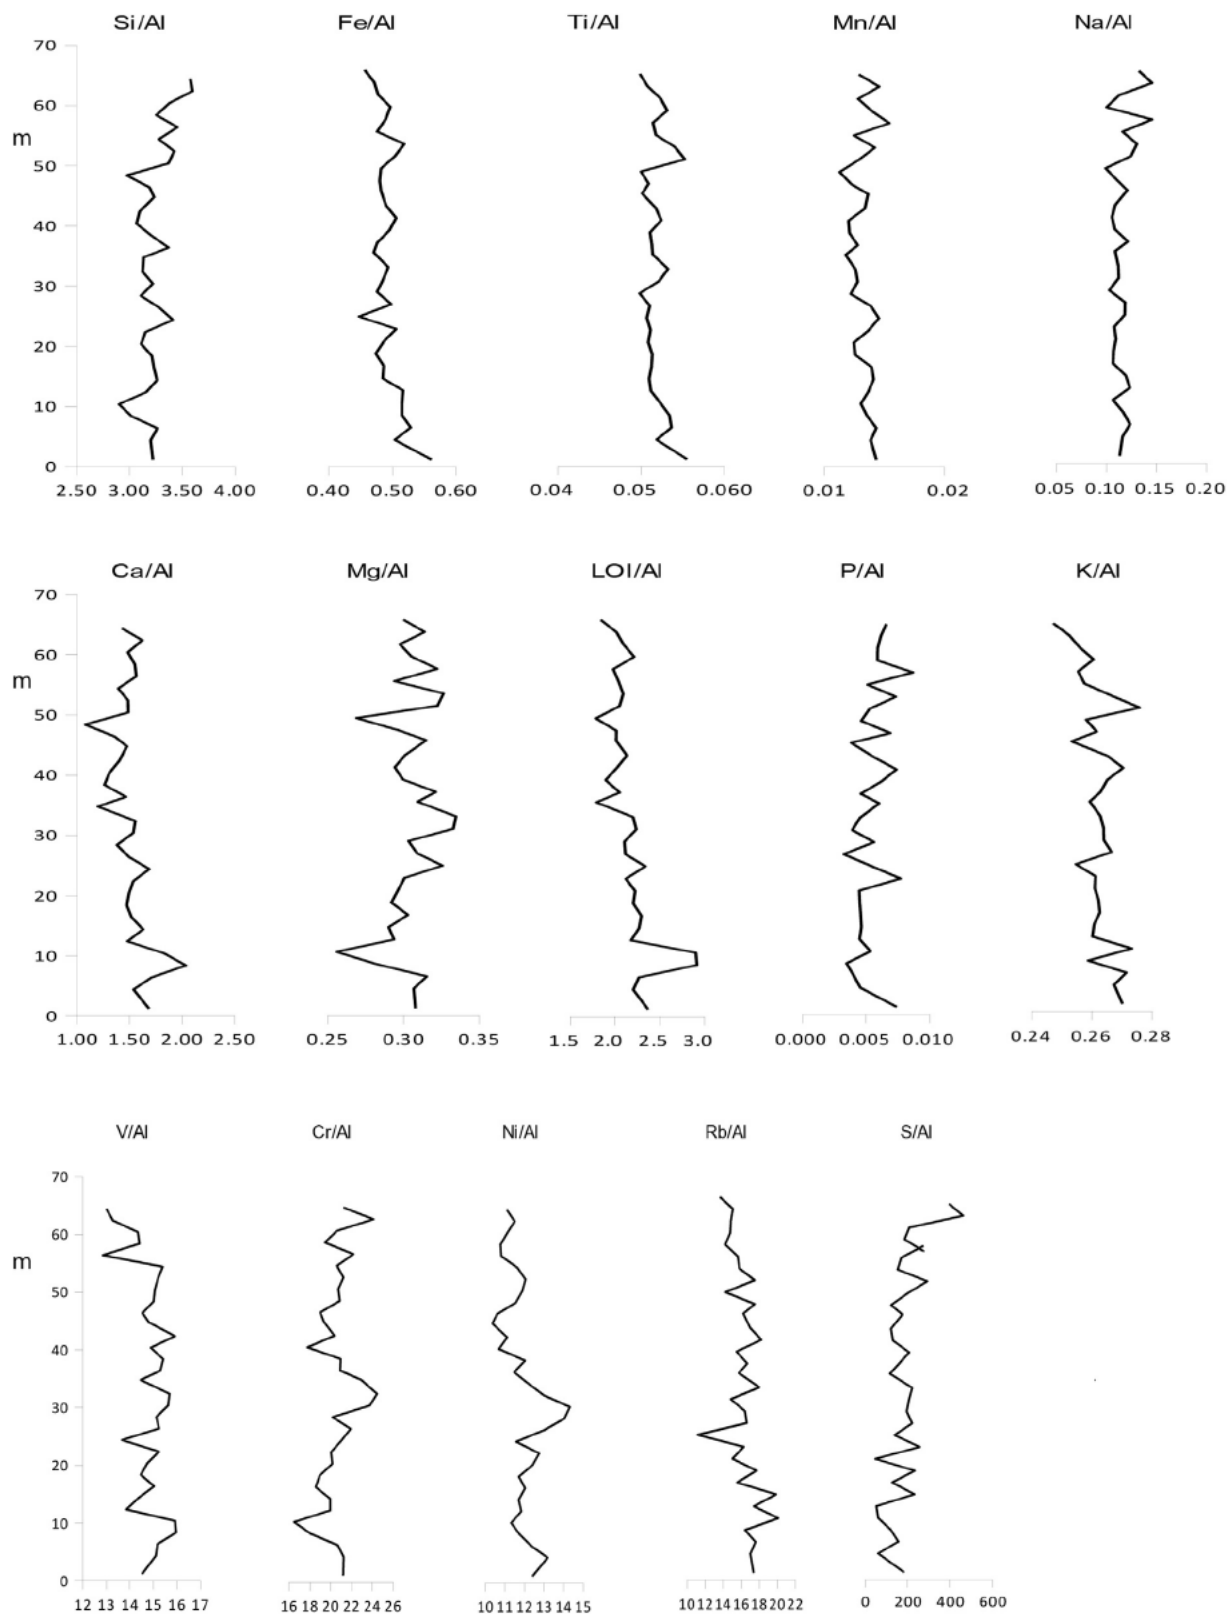 Si/Al Fe/Al Ti/Al Mn/Al Na/Al
70
60
m
50
40
30
20
10
0
2.50 3.00 3.50 4.00 0.40 0.50 0.60 0.04 0.05 0.060 0.01 0.02 0.05 0.10 0.15 0.20
Ca/Al Mg/Al LOI/Al P/Al K/Al
70
60
m
50
40
30
20
10
0
1.00 1.50 2.00 2.50 0.25 0.30 0.35 1.5 2.0 2.5 3.0 0.000 0.005 0.010 0.24 0.26 0.28
V/Al Cr/Al Ni/Al Rb/Al S/Al
70
60
m
50
40
30
20
10
0
12 13 14 15 16 17 16 18 20 22 24 26 10 11 12 13 14 15 10 12 14 16 18 20 22 0 200 400 600